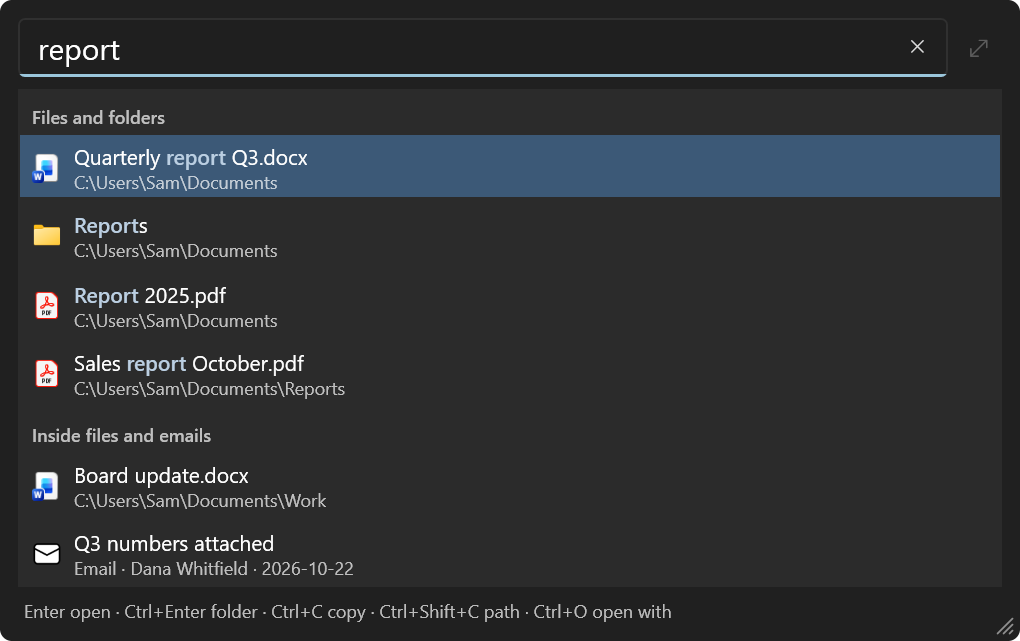 report
Files and folders
Quarterly report Q3.docx
C:\Users\Sam\Documents
Reports
C:\Users\Sam\Documents
Report 2025.pdf
C:\Users\Sam\Documents
Sales report October.pdf
C:\Users\Sam\Documents\Reports
Inside files and emails
Board update.docx
C:\Users\Sam\Documents\Work
Q3 numbers attached
Email · Dana Whitfield · 2026-10-22
Enter open · Ctrl+Enter folder · Ctrl+C copy · Ctrl+Shift+C path · Ctrl+O open with